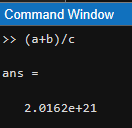 Command Window
>> (a+b)/c
ans =
2.0162e+21